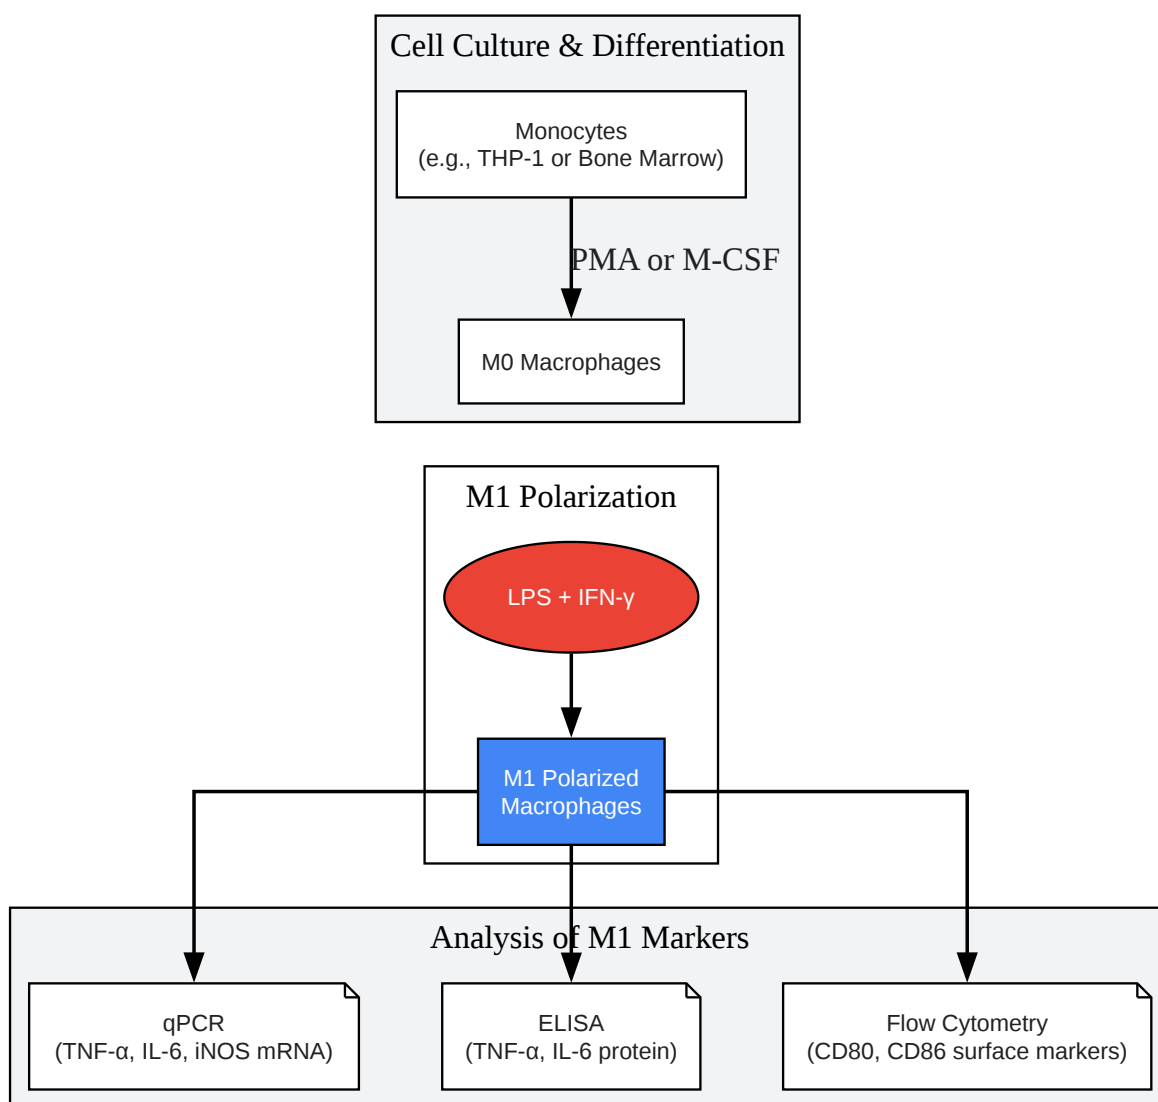 Cell Culture & Differentiation
Monocytes
(e.g., THP-1 or Bone Marrow)
PMA or M-CSF
M0 Macrophages
M1 Polarization
LPS + IFN-γ
M1 Polarized
Macrophages
Analysis of M1 Markers
qPCR
(TNF-α, IL-6, iNOS mRNA)
ELISA
(TNF-α, IL-6 protein)
Flow Cytometry
(CD80, CD86 surface markers)